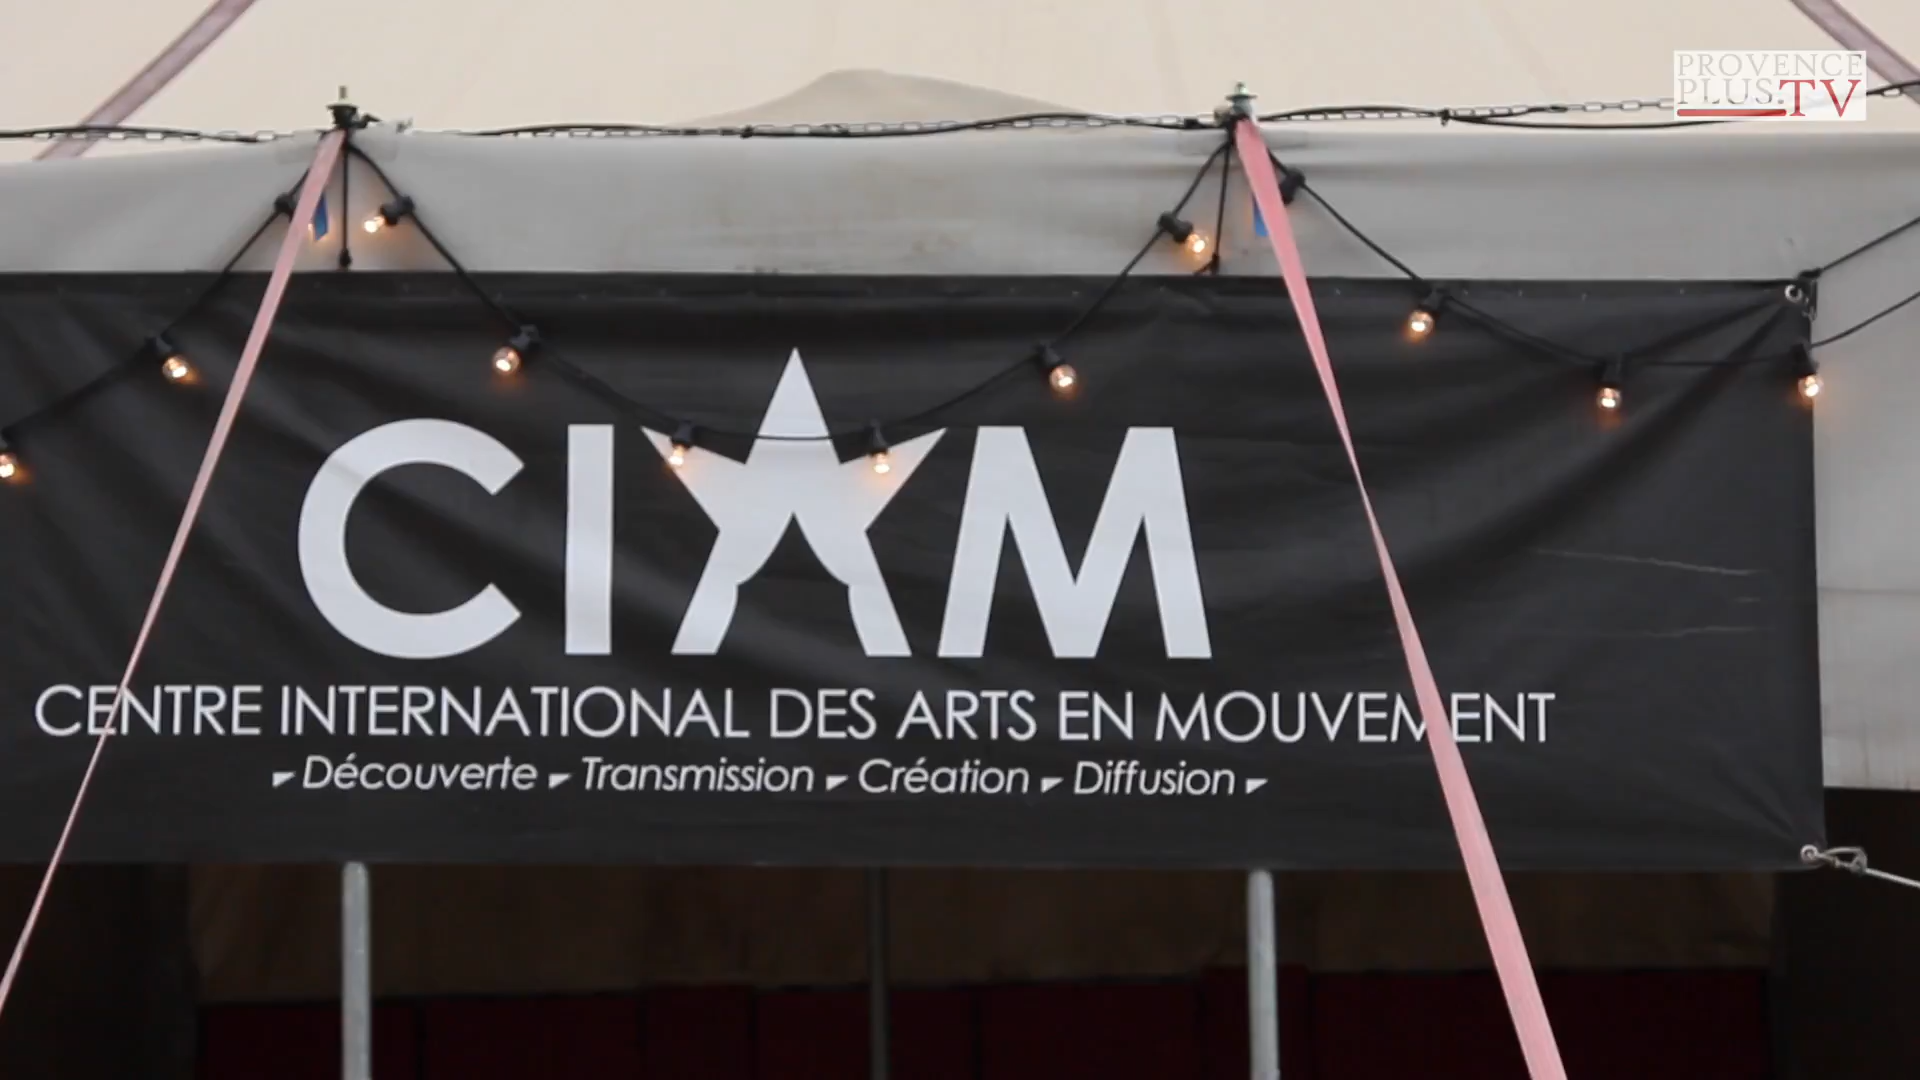 PROVENCE
PLUS.TV
CIAM
CENTRE INTERNATIONAL DES ARTS EN MOUVEMENT
Découverte Transmission Création Diffusion